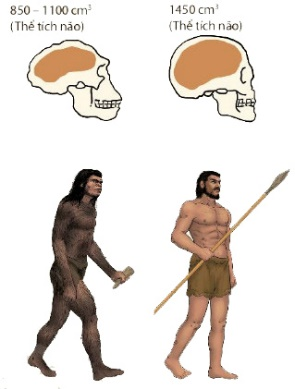 850 – 1100 cm³
(Thể tích não)
1450 cm³
(Thể tích não)